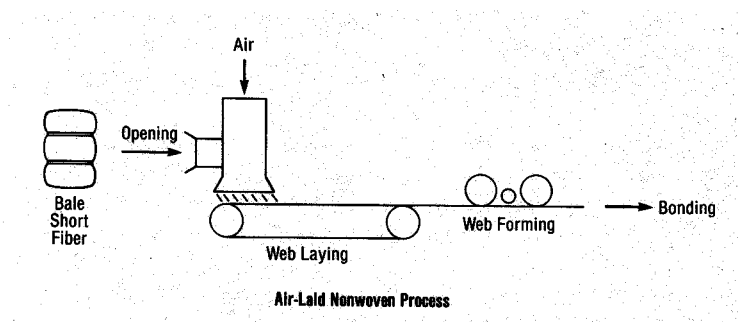 Air
Opening
Bale
Short
Fiber
Web Laying
Web Forming
Bonding
Air-Laid Nonwoven Process